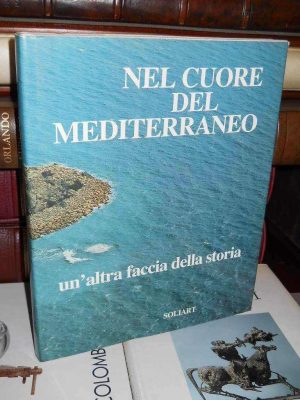 NEL CUORE
DEL
MEDITERRANEO
un'altra faccia della storia
SOLIART
ORLANDO
COLOMB